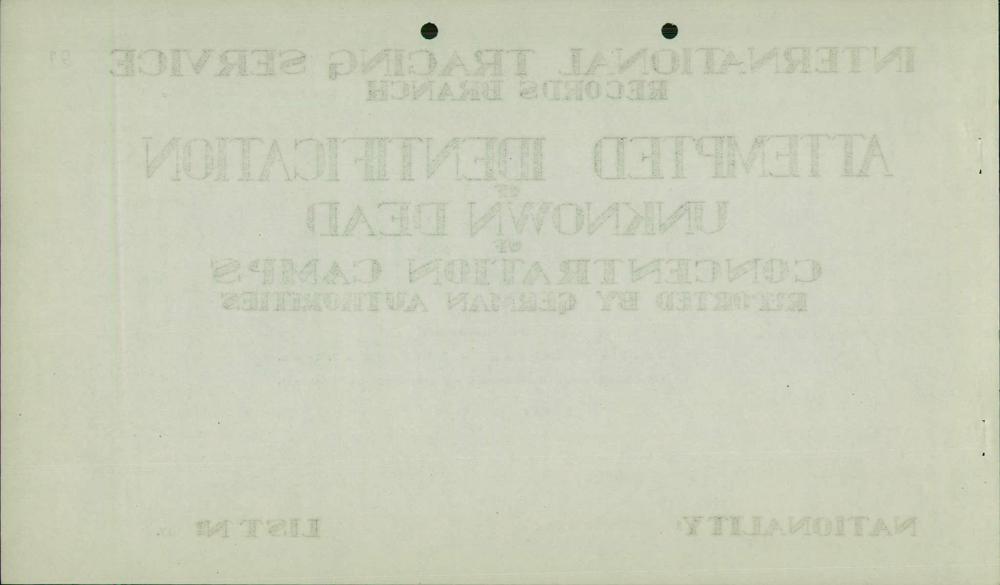 INTERNATIONAL TRACING SERVICE 91
RECORDS BRANCH
ATTEMPTED IDENTIFICATION
OF
UNKNOWN DEAD
OF
CONCENTRATION CAMPS
REPORTED BY GERMAN AUTHORITIES
NATIONALITY: LIST Nº